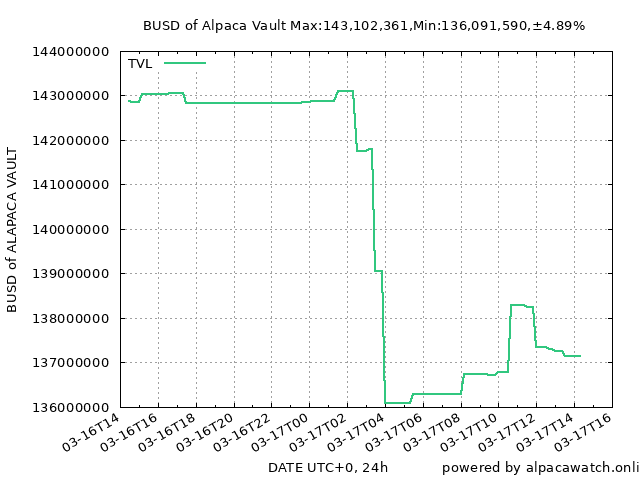 BUSD of Alpaca Vault Max:143,102,361,Min:136,091,590,±4.89%
TVL
144000000
143000000
142000000
141000000
140000000
139000000
138000000
137000000
136000000
BUSD of ALAPACA VAULT
03-16T14
03-16T16
03-16T18
03-16T20
03-16T22
03-17T00
03-17T02
03-17T04
03-17T06
03-17T08
03-17T10
03-17T12
03-17T14
03-17T16
DATE UTC+0, 24h
powered by alpacawatch.onli